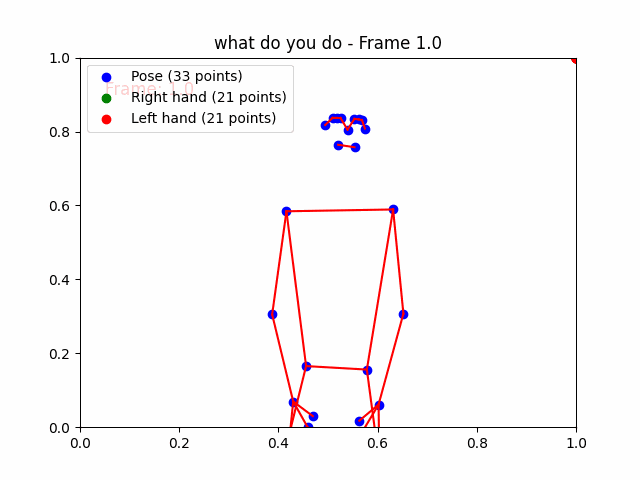 what do you do - Frame 1.0
Frame: 1.0
Pose (33 points)
Right hand (21 points)
Left hand (21 points)
1.0
0.8
0.6
0.4
0.2
0.0
0.0 0.2 0.4 0.6 0.8 1.0